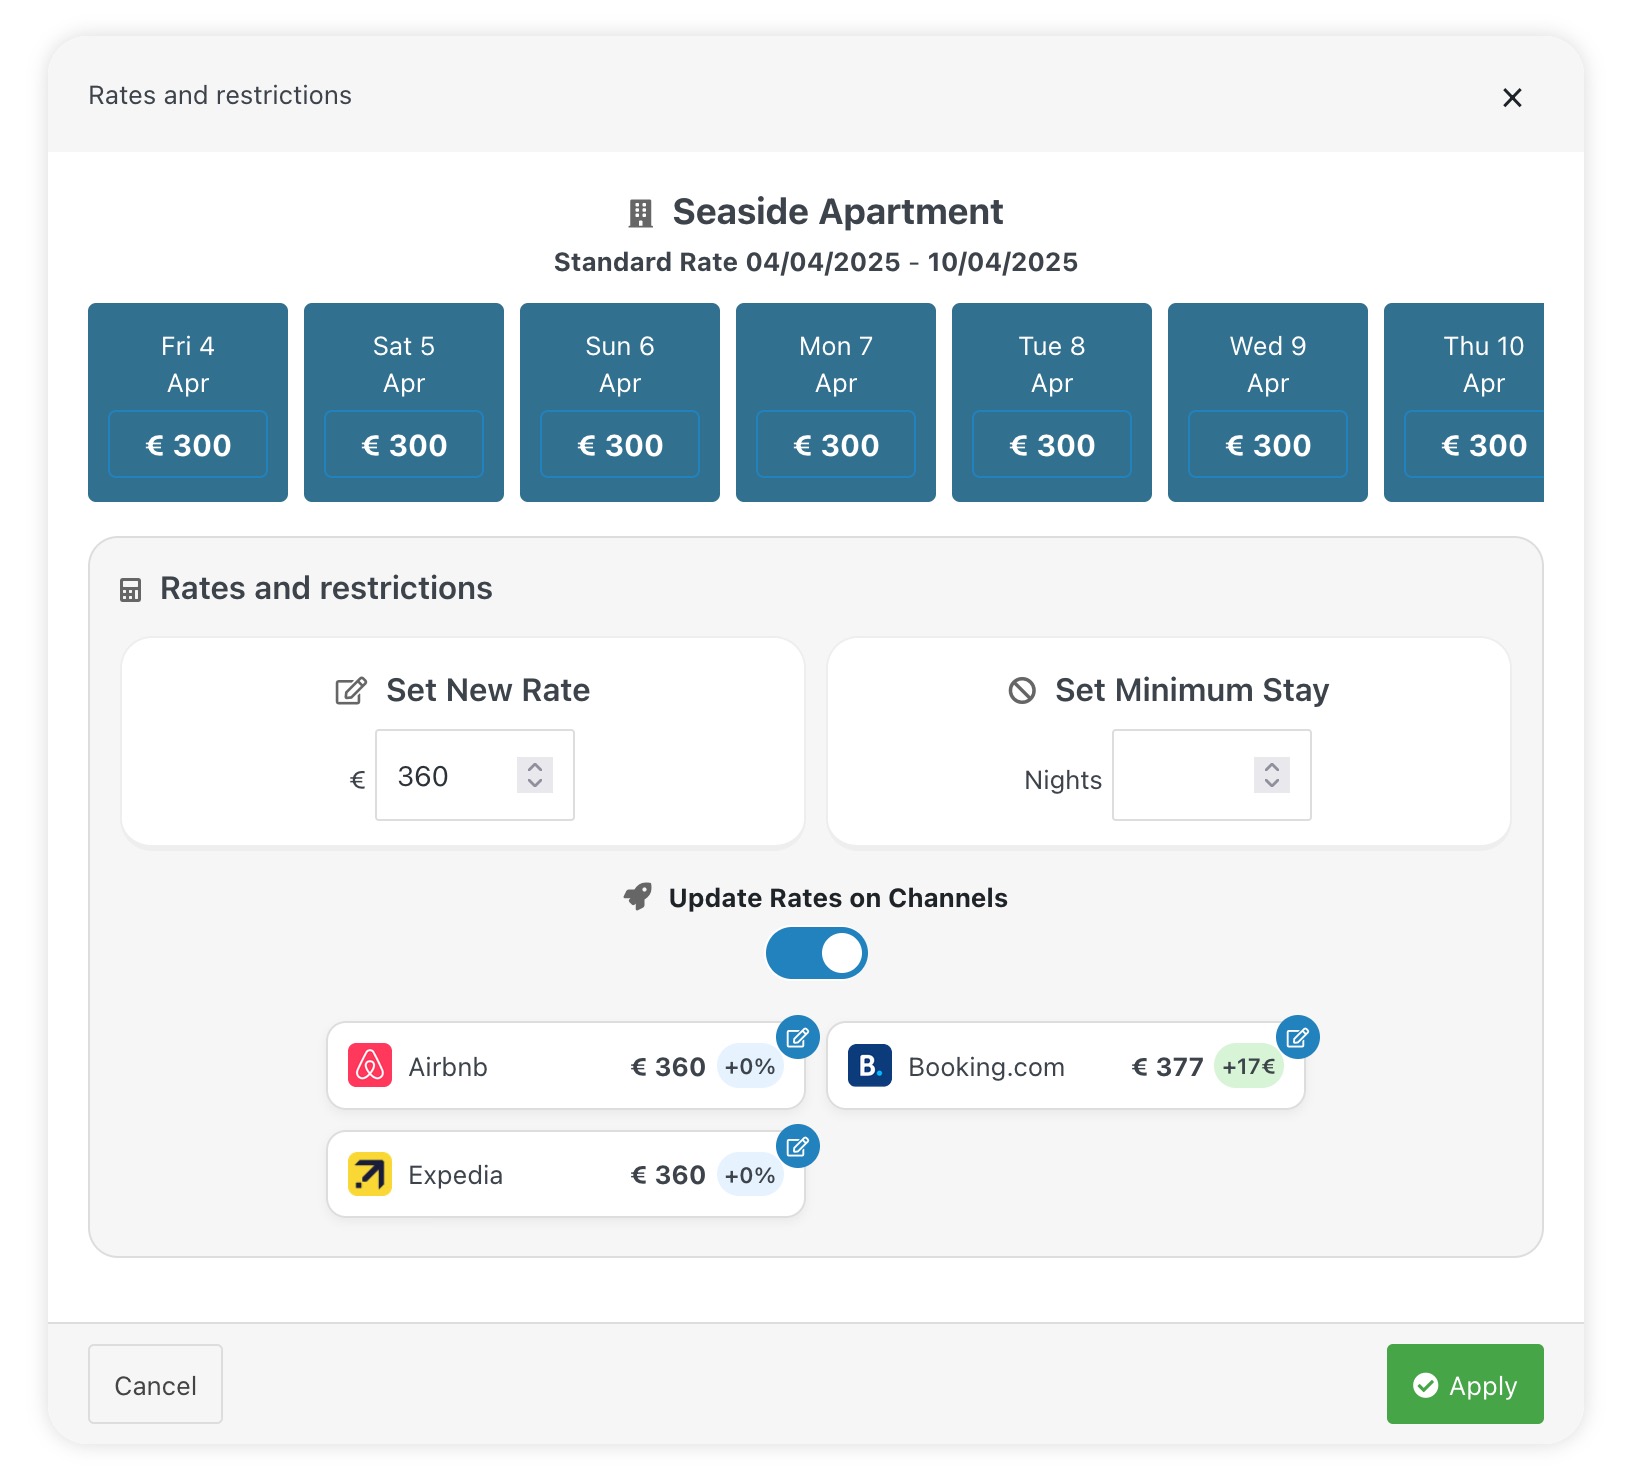 Rates and restrictions
Seaside Apartment
Standard Rate 04/04/2025 - 10/04/2025
Fri 4
Apr
€ 300
Sat 5
Apr
€ 300
Sun 6
Apr
€ 300
Mon 7
Apr
€ 300
Tue 8
Apr
€ 300
Wed 9
Apr
€ 300
Thu 10
Apr
€ 300
Rates and restrictions
Set New Rate
€ 360
Set Minimum Stay
Nights
Update Rates on Channels
Airbnb € 360 +0%
B. Booking.com € 377 +17€
Expedia € 360 +0%
Cancel
Apply